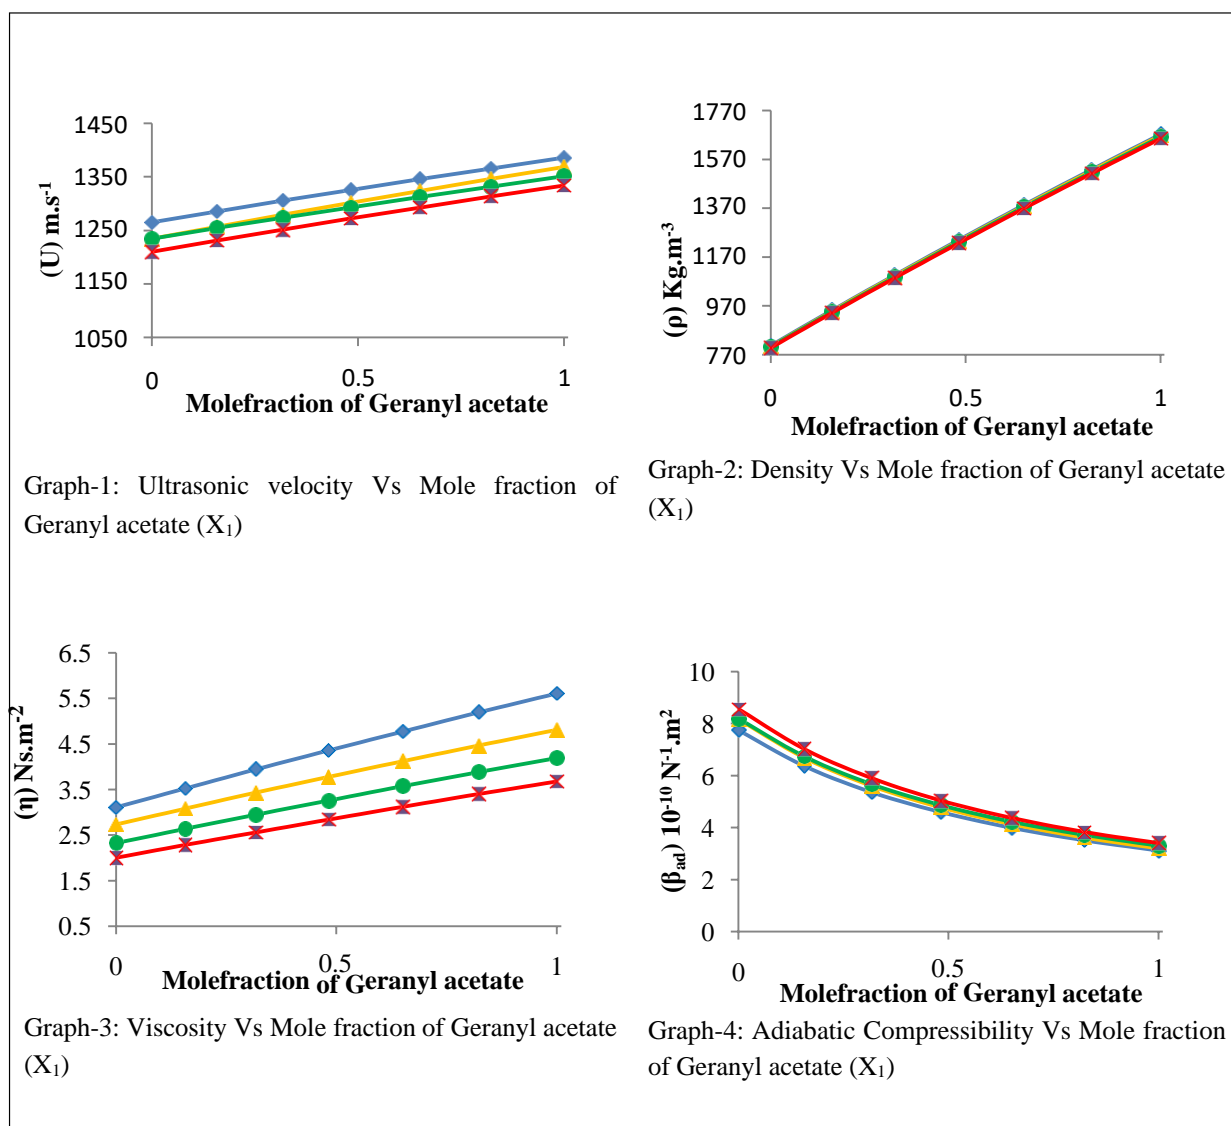 1450
1350
1250
1150
1050
(U) m.s-1
0
0.5
1
Molefraction of Geranyl acetate
Graph-1: Ultrasonic velocity Vs Mole fraction of
Geranyl acetate (X1)
1770
1570
1370
1170
970
770
(ρ) Kg.m-3
0
0.5
1
Molefraction of Geranyl acetate
Graph-2: Density Vs Mole fraction of Geranyl acetate
(X1)
6.5
5.5
4.5
3.5
2.5
1.5
0.5
(η) Ns.m-2
0
0.5
1
Molefraction of Geranyl acetate
Graph-3: Viscosity Vs Mole fraction of Geranyl acetate
(X1)
10
8
6
4
2
0
(βad) 10-10 N-1.m2
0
0.5
1
Molefraction of Geranyl acetate
Graph-4: Adiabatic Compressibility Vs Mole fraction
of Geranyl acetate (X1)